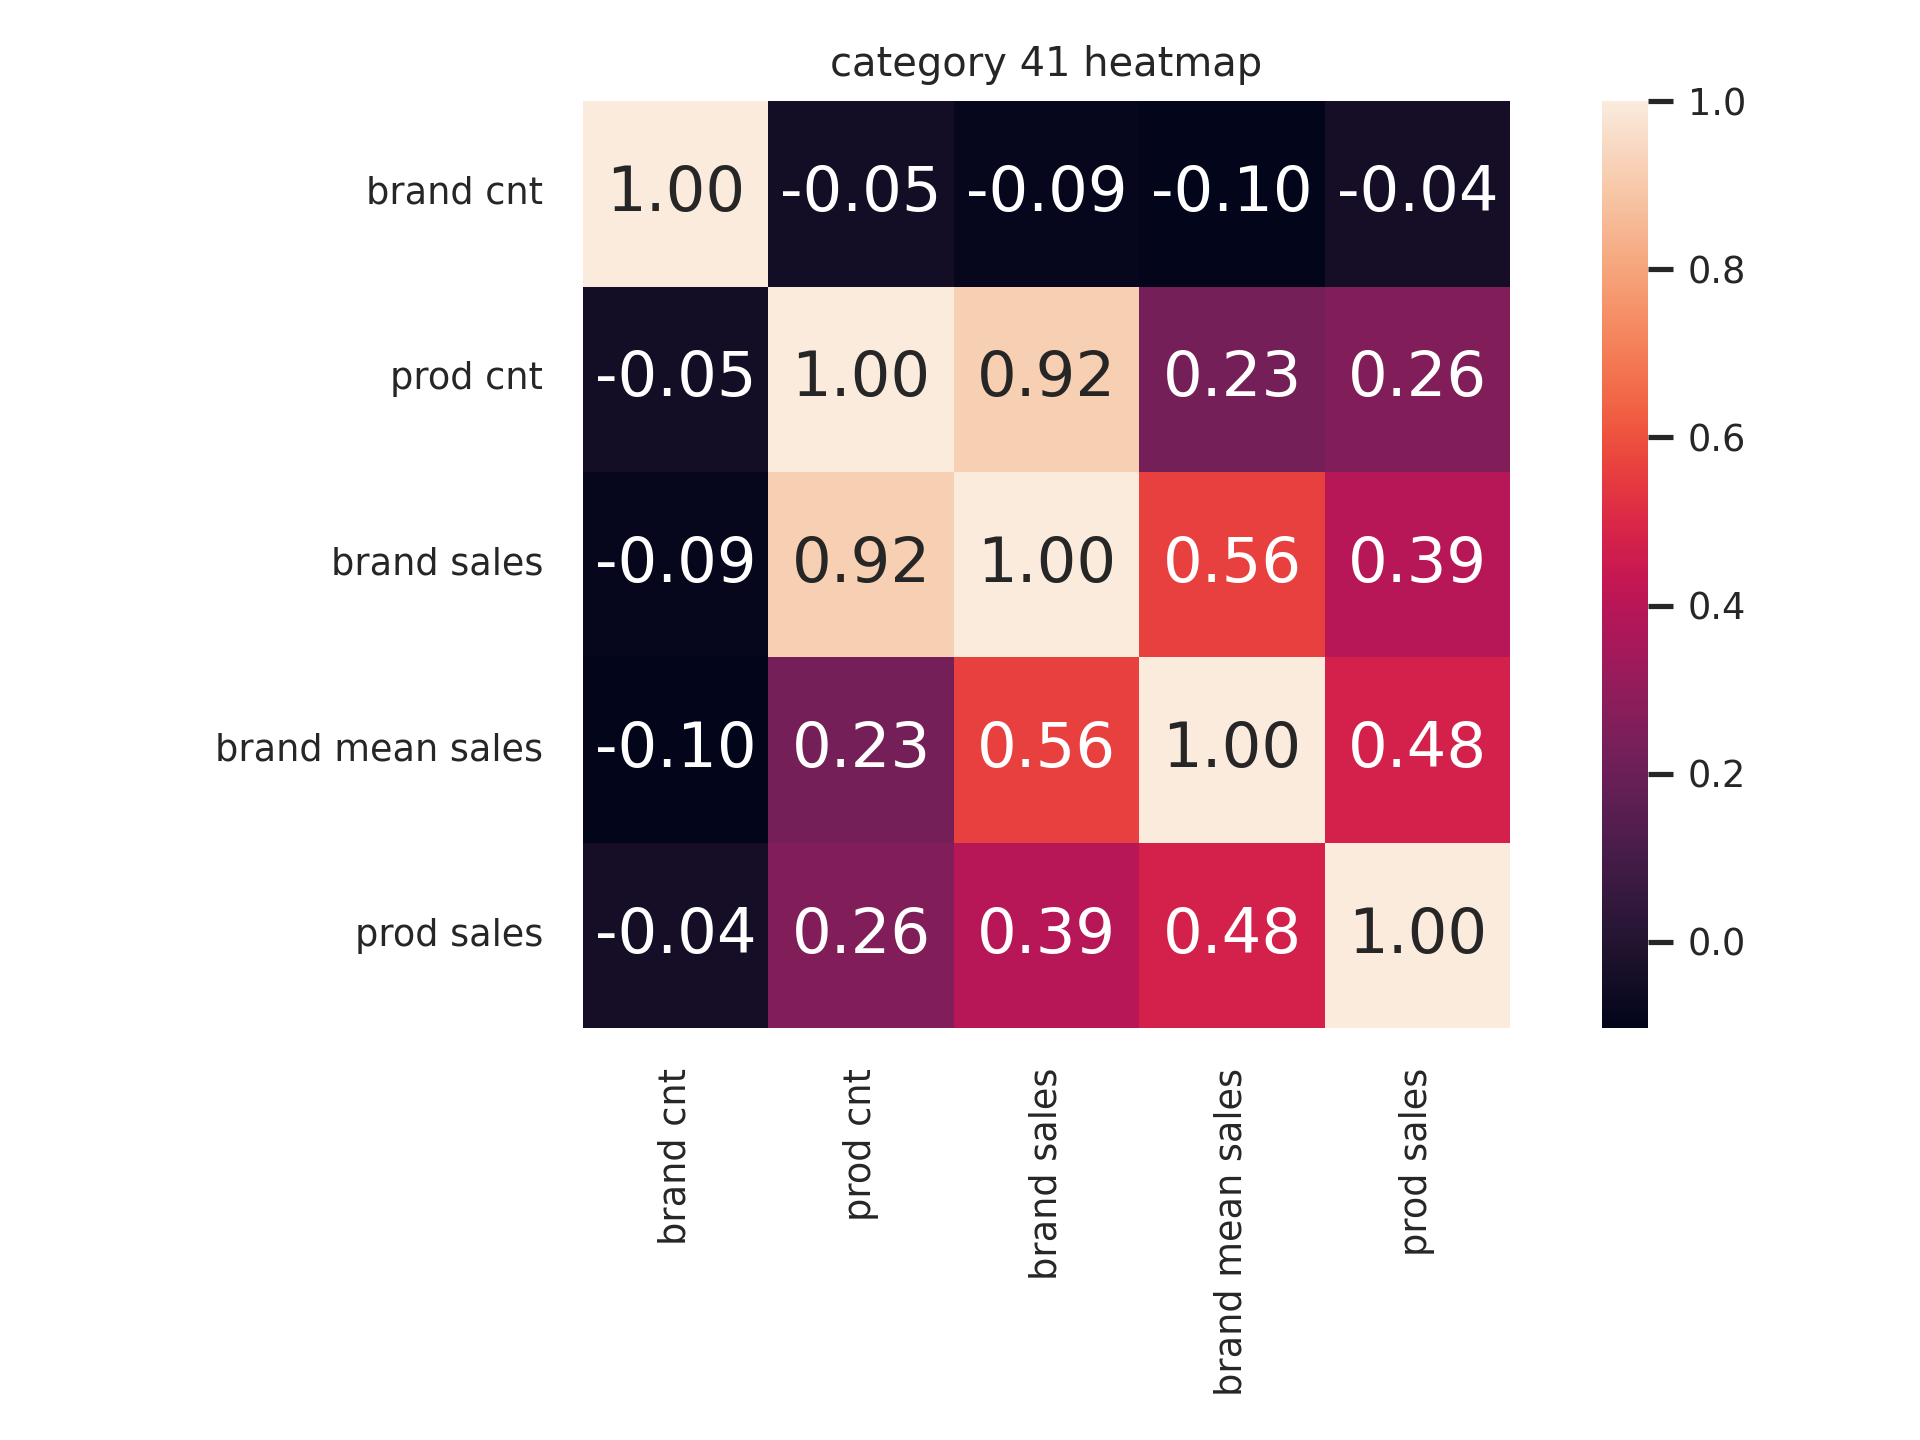 category 41 heatmap
brand cnt 1.00 -0.05 -0.09 -0.10 -0.04
prod cnt -0.05 1.00 0.92 0.23 0.26
brand sales -0.09 0.92 1.00 0.56 0.39
brand mean sales -0.10 0.23 0.56 1.00 0.48
prod sales -0.04 0.26 0.39 0.48 1.00
brand cnt
prod cnt
brand sales
brand mean sales
prod sales
1.0
0.8
0.6
0.4
0.2
0.0